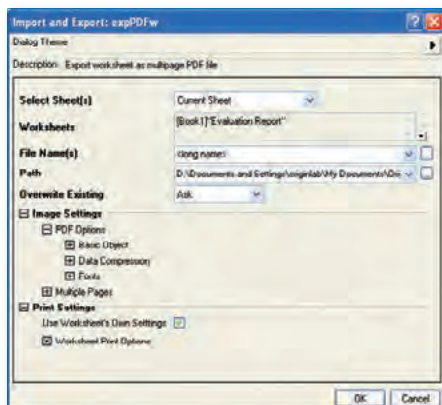 Import and Export: expPDFw
Dialog Theme
Description Export worksheet as multipage PDF file
Select Sheet(s) Current Sheet
Worksheets [Book1]"Evaluation Report"
File Name(s) <long name>
Path D:\Documents and Settings\originlab\My Documents\Ori
Overwrite Existing Ask
Image Settings
PDF Options
Basic Object
Data Compression
Fonts
Multiple Pages
Print Settings
Use Worksheet's Own Settings
Worksheet Print Options
OK Cancel